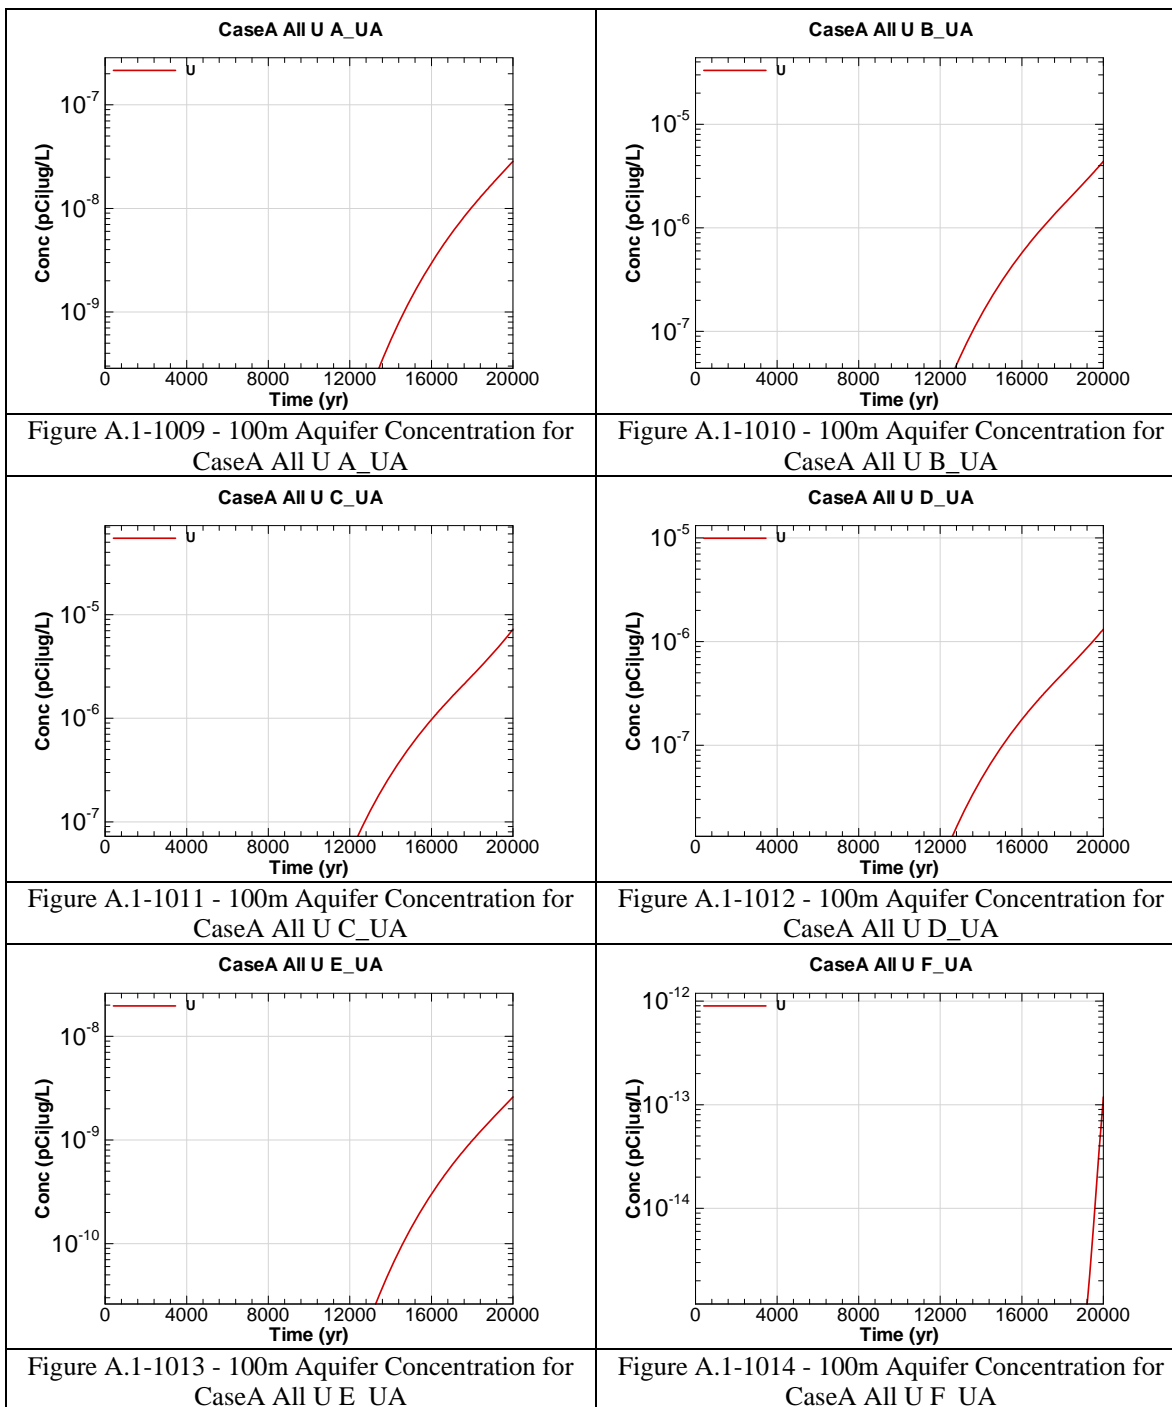 CaseA All U A_UA
U
10-7
10-8
10-9
Conc (pCi|ug/L)
0 4000 8000 12000 16000 20000
Time (yr)
Figure A.1-1009 - 100m Aquifer Concentration for
CaseA All U A_UA
CaseA All U B_UA
U
10-5
10-6
10-7
Conc (pCi|ug/L)
0 4000 8000 12000 16000 20000
Time (yr)
Figure A.1-1010 - 100m Aquifer Concentration for
CaseA All U B_UA
CaseA All U C_UA
U
10-5
10-6
10-7
Conc (pCi|ug/L)
0 4000 8000 12000 16000 20000
Time (yr)
Figure A.1-1011 - 100m Aquifer Concentration for
CaseA All U C_UA
CaseA All U D_UA
U
10-5
10-6
10-7
Conc (pCi|ug/L)
0 4000 8000 12000 16000 20000
Time (yr)
Figure A.1-1012 - 100m Aquifer Concentration for
CaseA All U D_UA
CaseA All U E_UA
U
10-8
10-9
10-10
Conc (pCi|ug/L)
0 4000 8000 12000 16000 20000
Time (yr)
Figure A.1-1013 - 100m Aquifer Concentration for
CaseA All U E_UA
CaseA All U F_UA
U
10-12
10-13
10-14
Conc (pCi|ug/L)
0 4000 8000 12000 16000 20000
Time (yr)
Figure A.1-1014 - 100m Aquifer Concentration for
CaseA All U F_UA